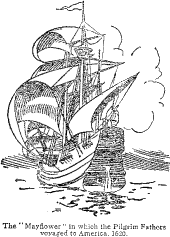 The "Mayflower" in which the Pilgrim Fathers
voyaged to America, 1620.